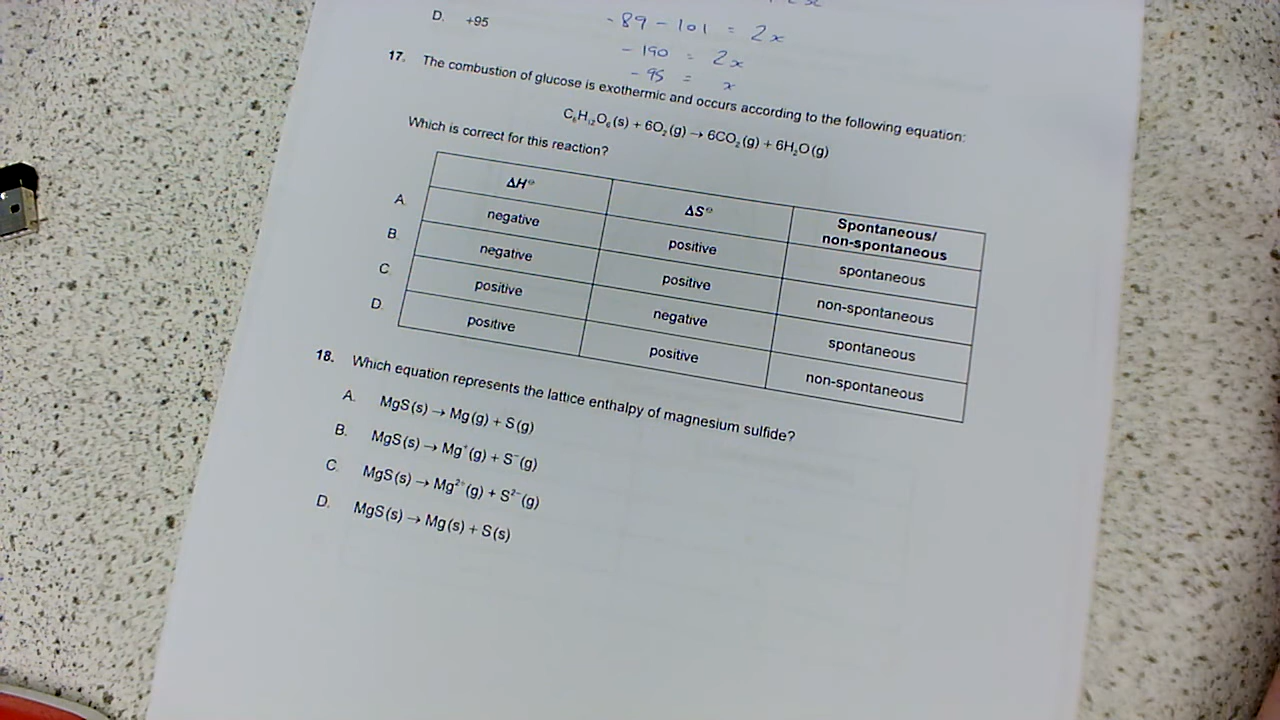 D. +95
-89 - 101 = 2x
-190 = 2x
-95 = x
17. The combustion of glucose is exothermic and occurs according to the following equation:
C₆H₁₂O₆(s) + 6O₂(g) → 6CO₂(g) + 6H₂O(g)
Which is correct for this reaction?
ΔH⊖ ΔS⊖ Spontaneous/
non-spontaneous
A. negative positive spontaneous
B. negative positive non-spontaneous
C. positive negative spontaneous
D. positive positive non-spontaneous
18. Which equation represents the lattice enthalpy of magnesium sulfide?
A. MgS(s) → Mg(g) + S(g)
B. MgS(s) → Mg⁺(g) + S⁻(g)
C. MgS(s) → Mg²⁺(g) + S²⁻(g)
D. MgS(s) → Mg(s) + S(s)